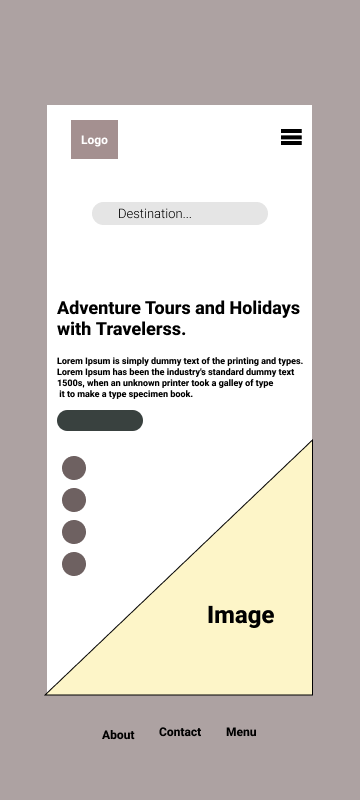 Logo
Destination...
Adventure Tours and Holidays
with Travelerss.
Lorem Ipsum is simply dummy text of the printing and types.
Lorem Ipsum has been the industry's standard dummy text
1500s, when an unknown printer took a galley of type
it to make a type specimen book.
Image
About Contact Menu